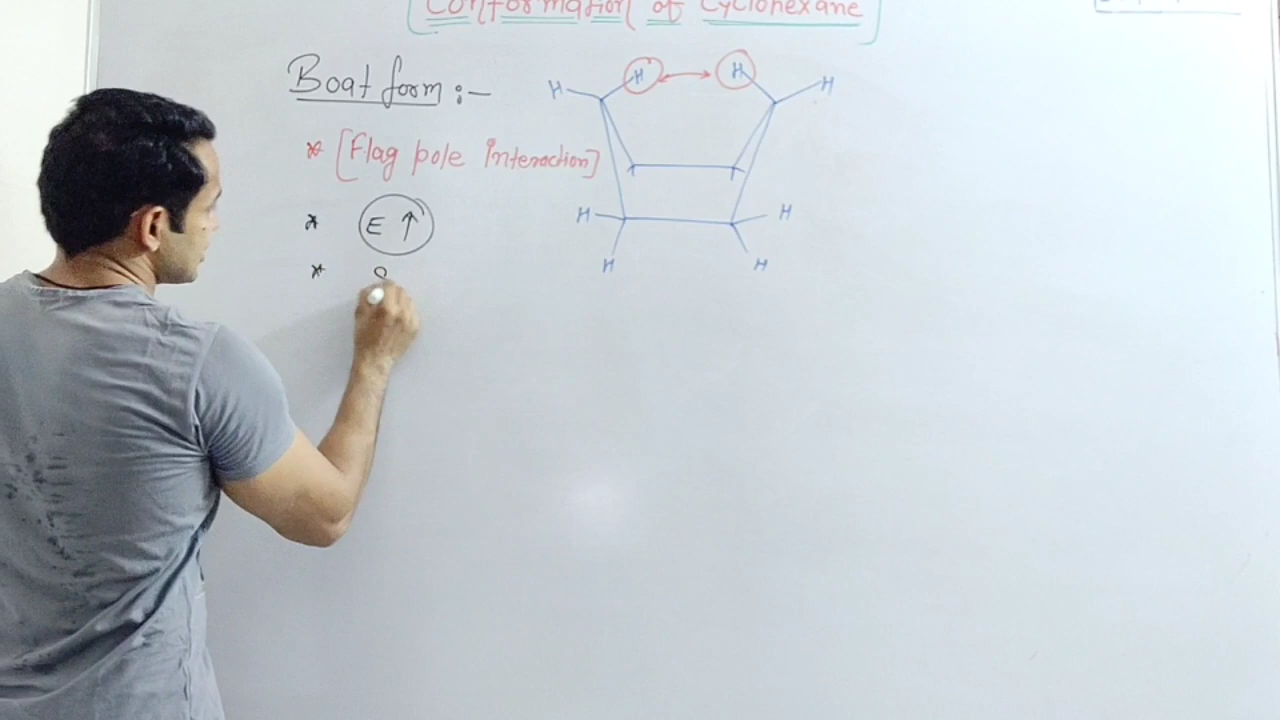 Conformation of Cyclohexane
Boat form :-
* [Flag pole Interaction]
* E ↑
*
H H H H
H H
H H